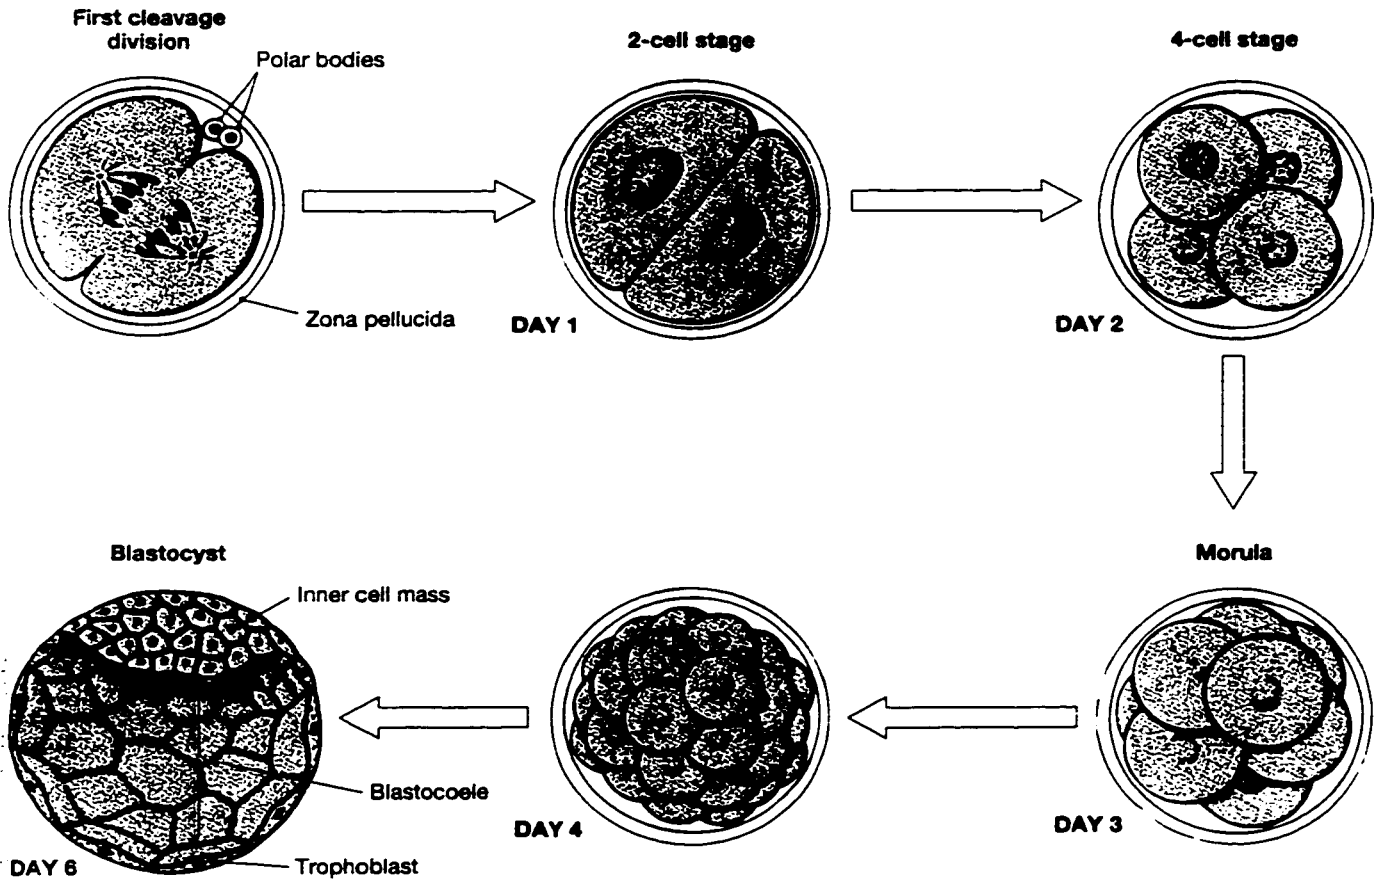 First cleavage
division
Polar bodies
2-cell stage
4-cell stage
Zona pellucida
DAY 1
DAY 2
Blastocyst
Morula
Inner cell mass
Blastocoele
DAY 4
DAY 3
DAY 6
Trophoblast